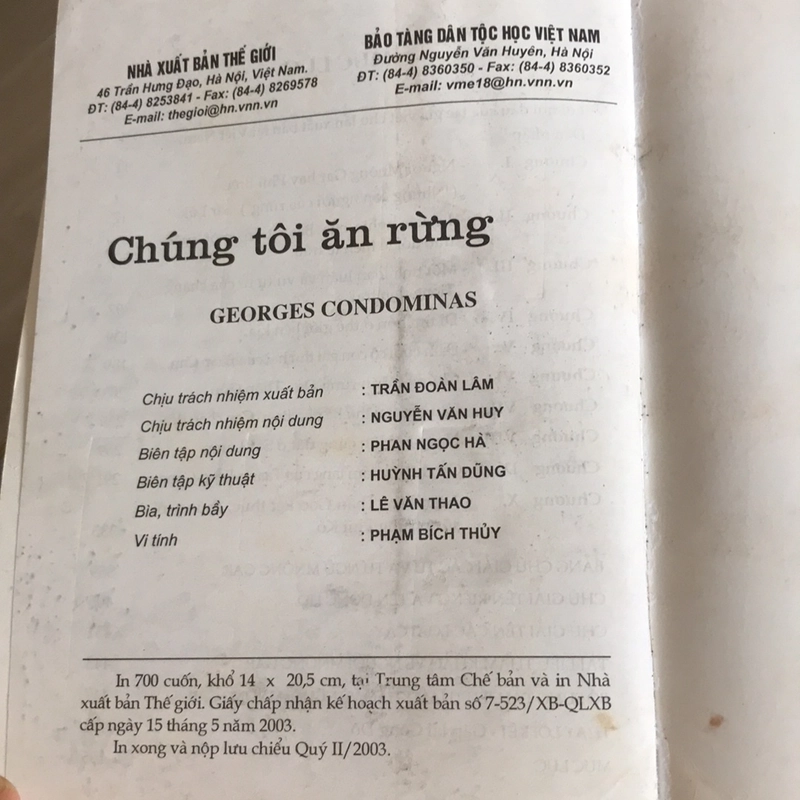 NHÀ XUẤT BẢN THẾ GIỚI
46 Trần Hưng Đạo, Hà Nội, Việt Nam.
ĐT: (84-4) 8253841 - Fax: (84-4) 8269578
E-mail: thegioi@hn.vnn.vn
BẢO TÀNG DÂN TỘC HỌC VIỆT NAM
Đường Nguyễn Văn Huyên, Hà Nội
ĐT: (84-4) 8360350 - Fax: (84-4) 8360352
E-mail: vme18@hn.vnn.vn
Chúng tôi ăn rừng
GEORGES CONDOMINAS
Chịu trách nhiệm xuất bản : TRẦN ĐOÀN LÂM
Chịu trách nhiệm nội dung : NGUYỄN VĂN HUY
Biên tập nội dung : PHAN NGỌC HÀ
Biên tập kỹ thuật : HUỲNH TẤN DŨNG
Bìa, trình bầy : LÊ VĂN THAO
Vi tính : PHẠM BÍCH THỦY
In 700 cuốn, khổ 14 x 20,5 cm, tại Trung tâm Chế bản và in Nhà
xuất bản Thế giới. Giấy chấp nhận kế hoạch xuất bản số 7-523/XB-QLXB
cấp ngày 15 tháng 5 năm 2003.
In xong và nộp lưu chiểu Quý II/2003.